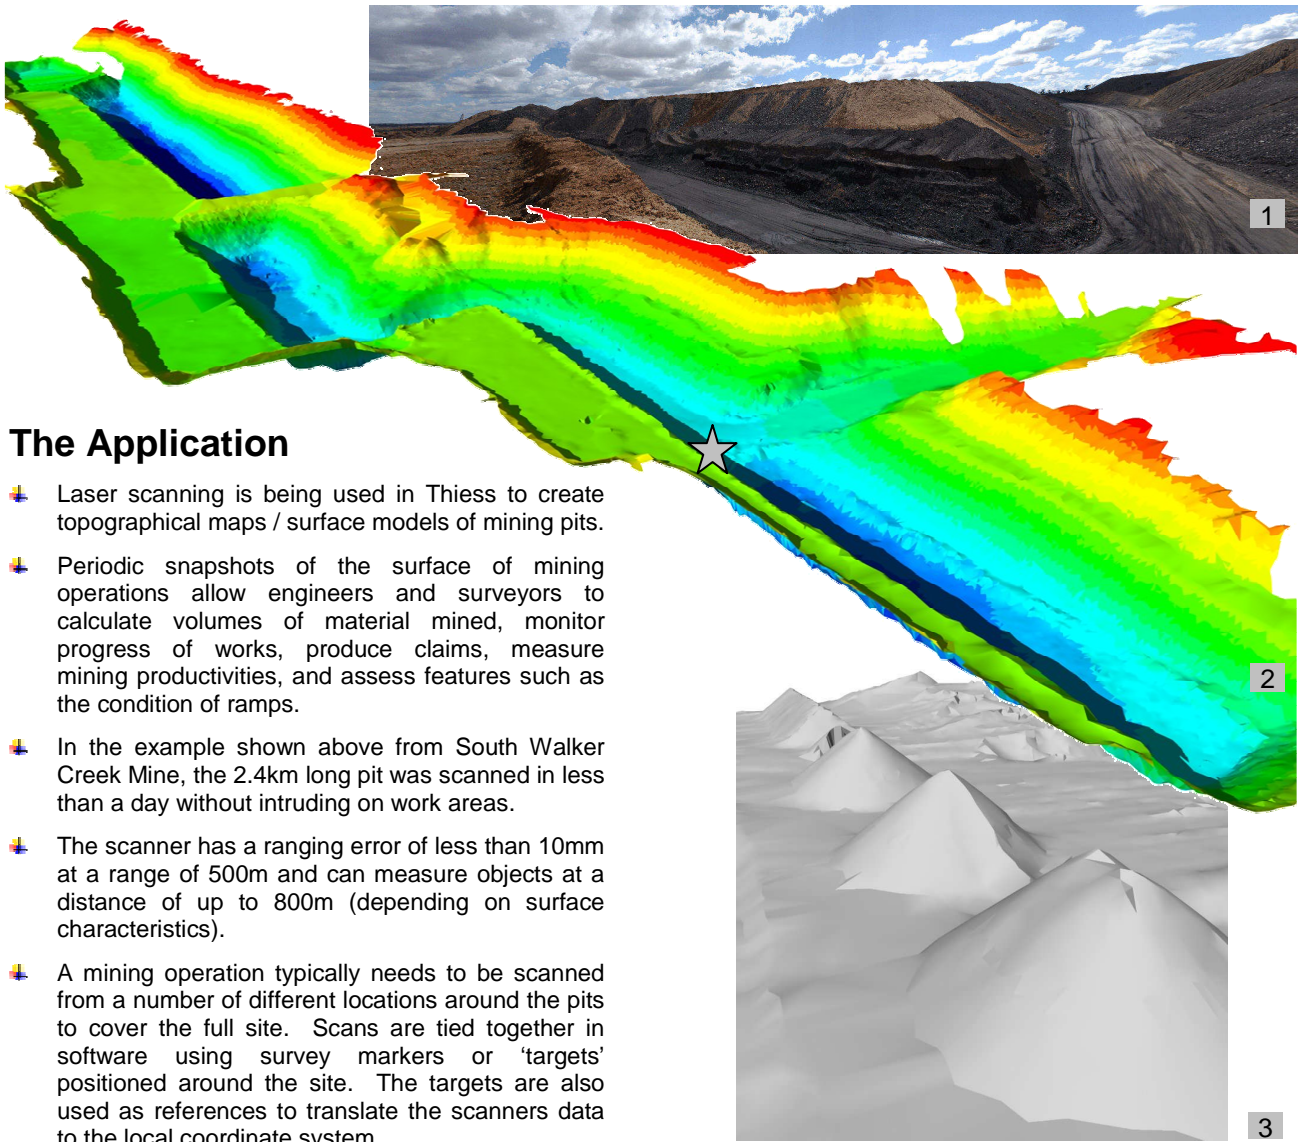 1
The Application
Laser scanning is being used in Thiess to create
topographical maps / surface models of mining pits.
Periodic snapshots of the surface of mining
operations allow engineers and surveyors to
calculate volumes of material mined, monitor
progress of works, produce claims, measure
mining productivities, and assess features such as
the condition of ramps.
In the example shown above from South Walker
Creek Mine, the 2.4km long pit was scanned in less
than a day without intruding on work areas.
The scanner has a ranging error of less than 10mm
at a range of 500m and can measure objects at a
distance of up to 800m (depending on surface
characteristics).
A mining operation typically needs to be scanned
from a number of different locations around the pits
to cover the full site. Scans are tied together in
software using survey markers or ‘targets’
positioned around the site. The targets are also
used as references to translate the scanners data
to the local coordinate system
2
3